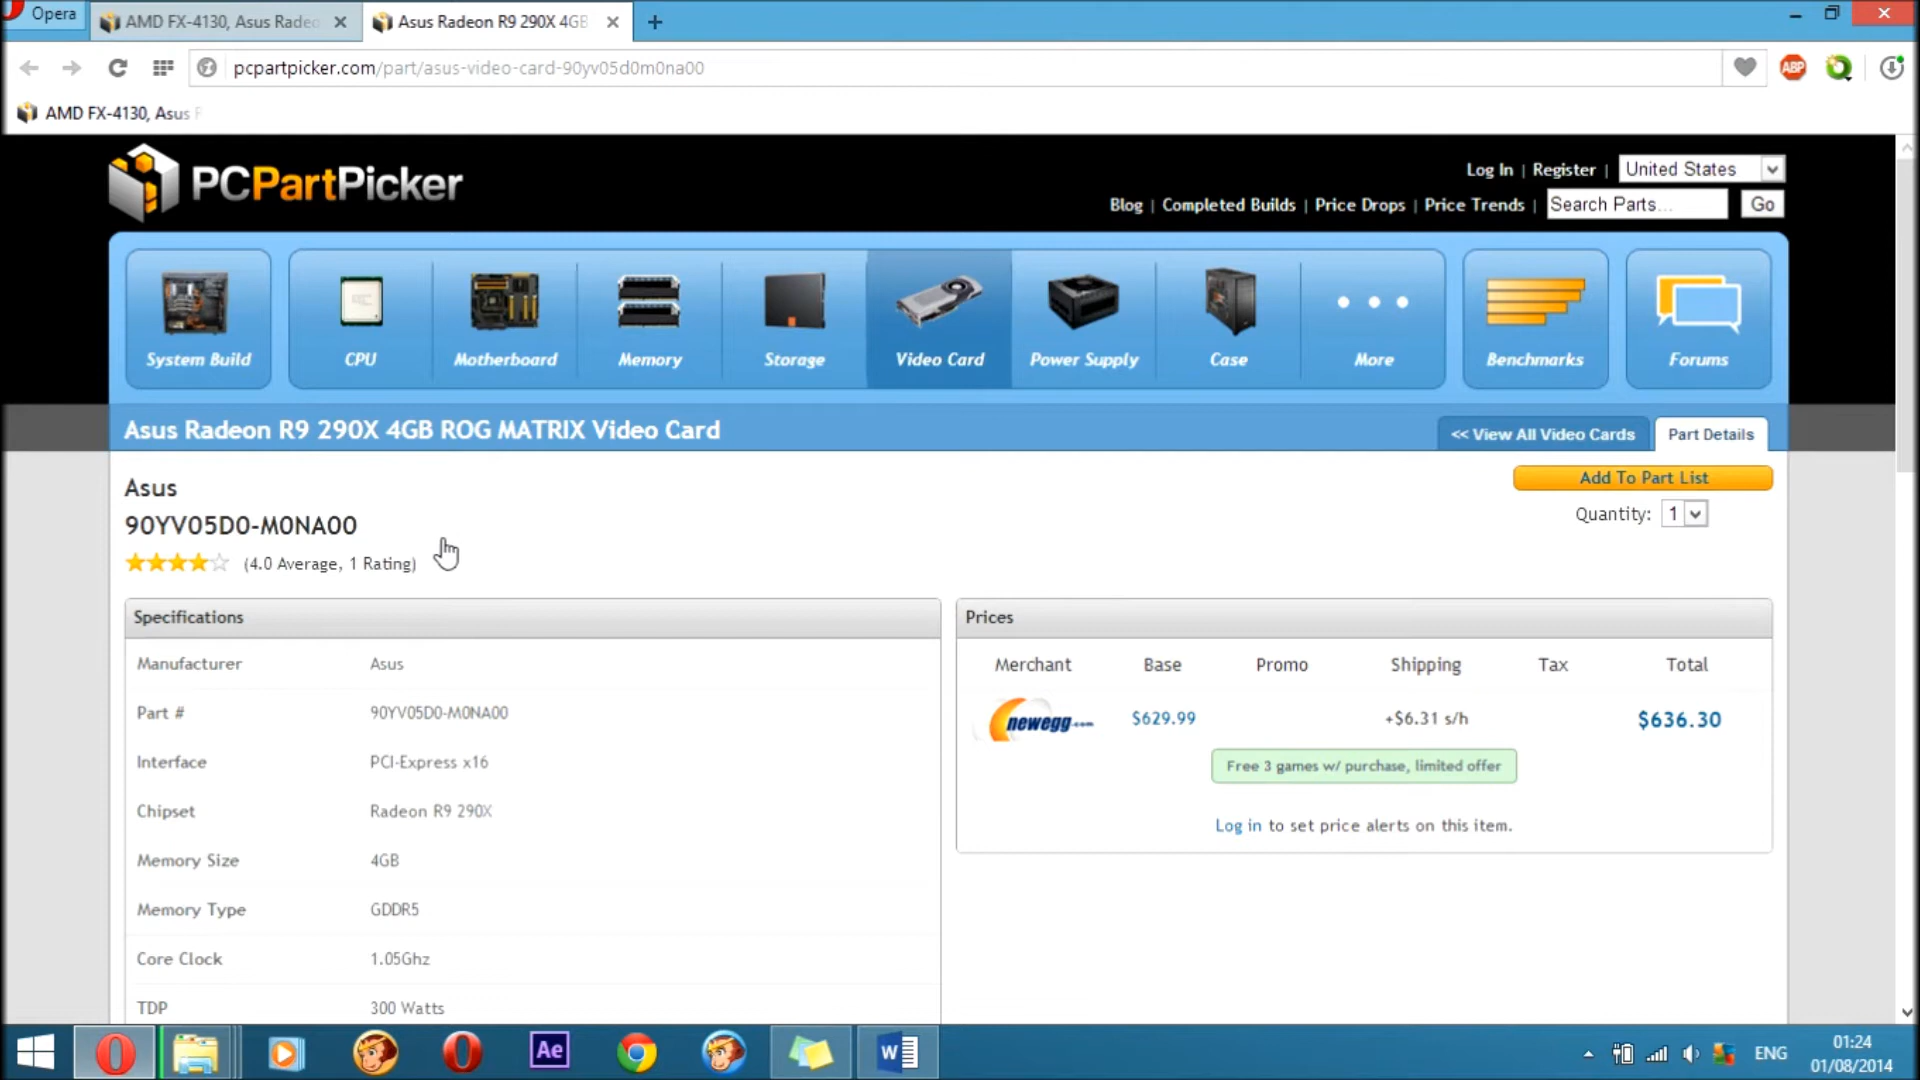 Opera
AMD FX-4130, Asus Radeo
Asus Radeon R9 290X 4GB
pcpartpicker.com/part/asus-video-card-90yv05d0m0na00
ABP
AMD FX-4130, Asus R
PCPartPicker
Log In | Register | United States
Blog | Completed Builds | Price Drops | Price Trends | Search Parts... Go
System Build CPU Motherboard Memory Storage Video Card Power Supply Case More Benchmarks Forums
Asus Radeon R9 290X 4GB ROG MATRIX Video Card
<< View All Video Cards Part Details
Asus
Add To Part List
90YV05D0-M0NA00
Quantity: 1
(4.0 Average, 1 Rating)
Specifications
Manufacturer Asus
Part # 90YV05D0-M0NA00
Interface PCI-Express x16
Chipset Radeon R9 290X
Memory Size 4GB
Memory Type GDDR5
Core Clock 1.05Ghz
TDP 300 Watts
Prices
Merchant Base Promo Shipping Tax Total
newegg.com $629.99 +$6.31 s/h $636.30
Free 3 games w/ purchase, limited offer
Log in to set price alerts on this item.
Ae
W
ENG
01:24
01/08/2014